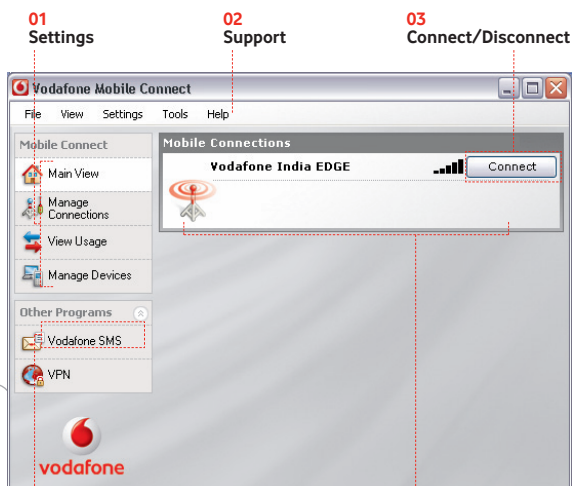 01
Settings
02
Support
03
Connect/Disconnect
Vodafone Mobile Connect
File View Settings Tools Help
Mobile Connect
Main View
Manage
Connections
View Usage
Manage Devices
Other Programs
Vodafone SMS
VPN
vodafone
Mobile Connections
Vodafone India EDGE
Connect